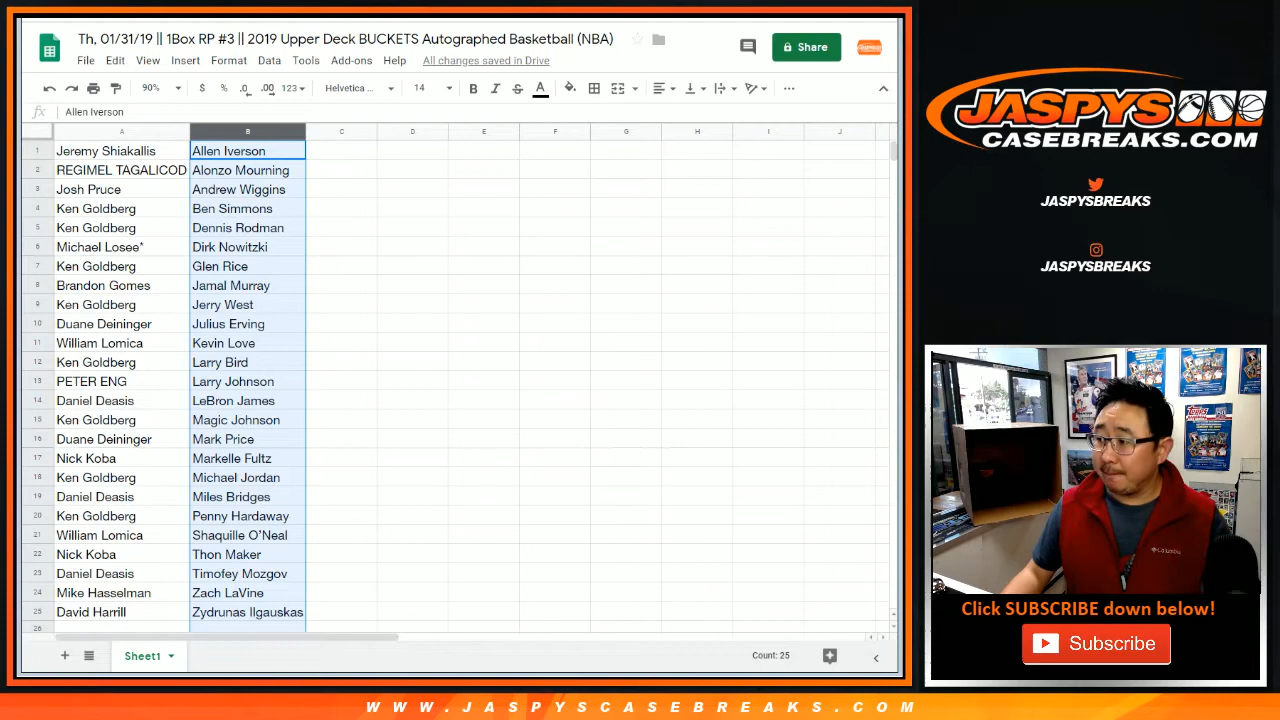 Th, 01/31/19 || 1Box RP #3 || 2019 Upper Deck BUCKETS Autographed Basketball (NBA)
Share
File Edit View Insert Format Data Tools Add-ons Help All changes saved in Drive
90% $ % .0 .00 123 Helvetica ... 14 B I S A
fx Allen Iverson
A B C D E F G H I J
1 Jeremy Shiakallis Allen Iverson
2 REGIMEL TAGALICOD Alonzo Mourning
3 Josh Pruce Andrew Wiggins
4 Ken Goldberg Ben Simmons
5 Ken Goldberg Dennis Rodman
6 Michael Losee* Dirk Nowitzki
7 Ken Goldberg Glen Rice
8 Brandon Gomes Jamal Murray
9 Ken Goldberg Jerry West
10 Duane Deininger Julius Erving
11 William Lomica Kevin Love
12 Ken Goldberg Larry Bird
13 PETER ENG Larry Johnson
14 Daniel Deasis LeBron James
15 Ken Goldberg Magic Johnson
16 Duane Deininger Mark Price
17 Nick Koba Markelle Fultz
18 Ken Goldberg Michael Jordan
19 Daniel Deasis Miles Bridges
20 Ken Goldberg Penny Hardaway
21 William Lomica Shaquille O'Neal
22 Nick Koba Thon Maker
23 Daniel Deasis Timofey Mozgov
24 Mike Hasselman Zach LaVine
25 David Harrill Zydrunas Ilgauskas
26
Sheet1
Count: 25
JASPYS
CASEBREAKS.COM
JASPYSBREAKS
JASPYSBREAKS
TOPPS
Columbia
Click SUBSCRIBE down below!
Subscribe
WWW.JASPYSCASEBREAKS.COM